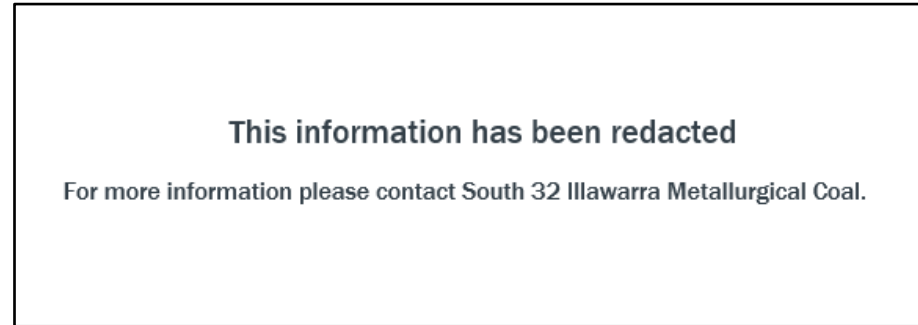 This information has been redacted
For more information please contact South 32 Illawarra Metallurgical Coal.